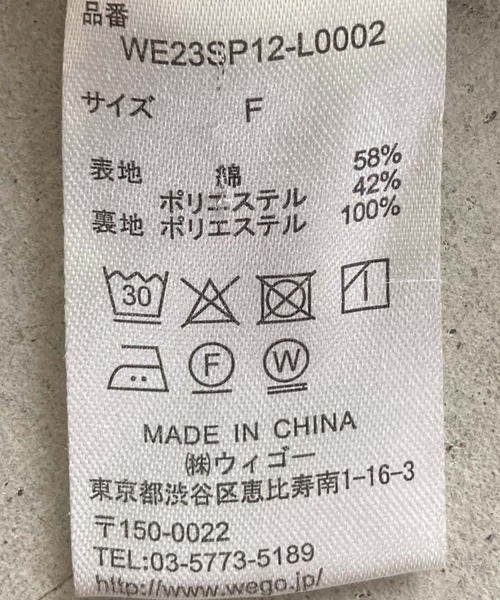 品番
WE23SP12-L0002
サイズ F
表地 綿 58%
ポリエステル 42%
裏地 ポリエステル 100%
30
F W
MADE IN CHINA
㈱ウィゴー
東京都渋谷区恵比寿南1-16-3
〒150-0022
TEL:03-5773-5189
http://www.wego.jp/